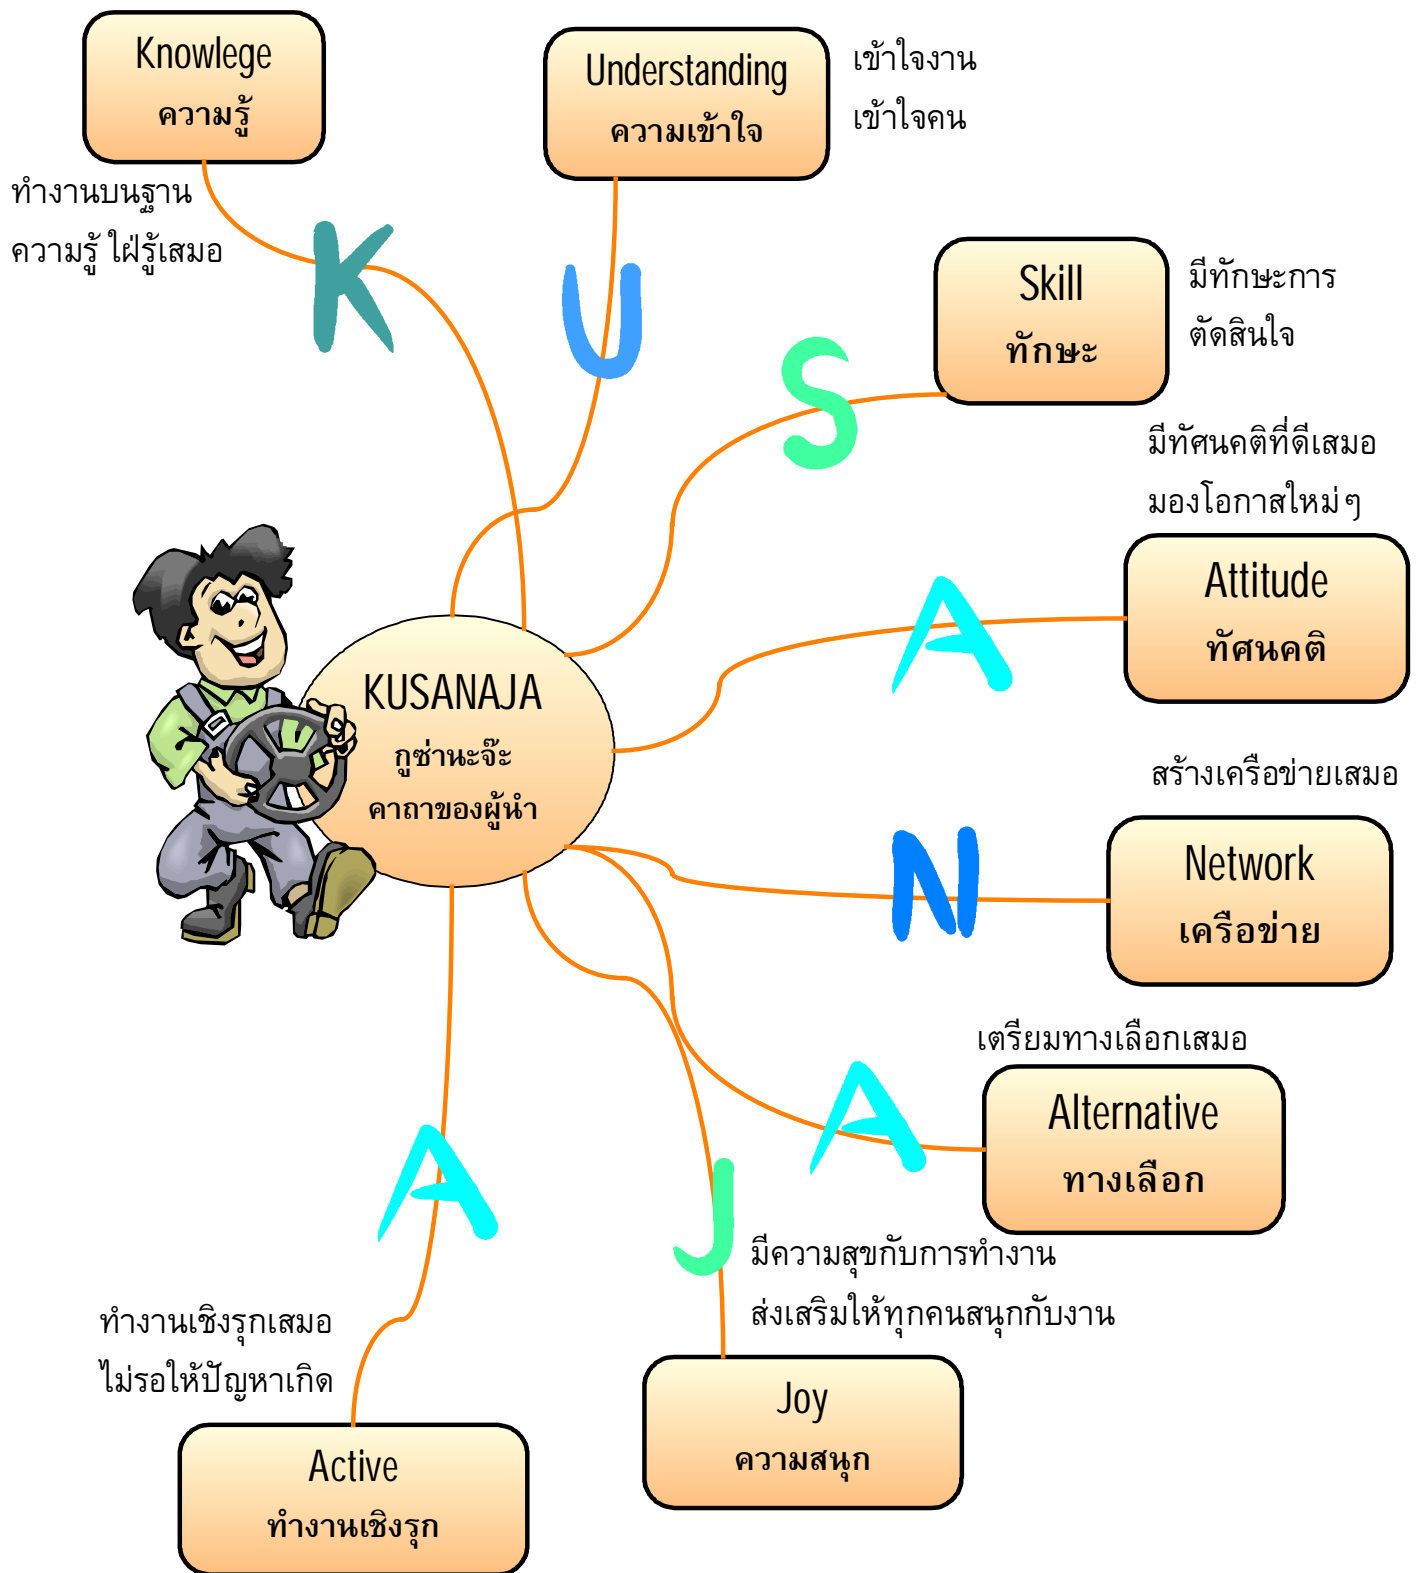 Knowlege
ความรู้
ทำงานบนฐาน
ความรู้ ใฝ่รู้เสมอ
K
Understanding
ความเข้าใจ
เข้าใจงาน
เข้าใจคน
U
Skill
ทักษะ
มีทักษะการ
ตัดสินใจ
S
มีทัศนคติที่ดีเสมอ
มองโอกาสใหม่ๆ
Attitude
ทัศนคติ
A
KUSANAJA
กูซ่านะจ๊ะ
คาถาของผู้นำ
สร้างเครือข่ายเสมอ
Network
เครือข่าย
N
เตรียมทางเลือกเสมอ
Alternative
ทางเลือก
A
J
มีความสุขกับการทำงาน
ส่งเสริมให้ทุกคนสนุกกับงาน
Joy
ความสนุก
A
ทำงานเชิงรุกเสมอ
ไม่รอให้ปัญหาเกิด
Active
ทำงานเชิงรุก